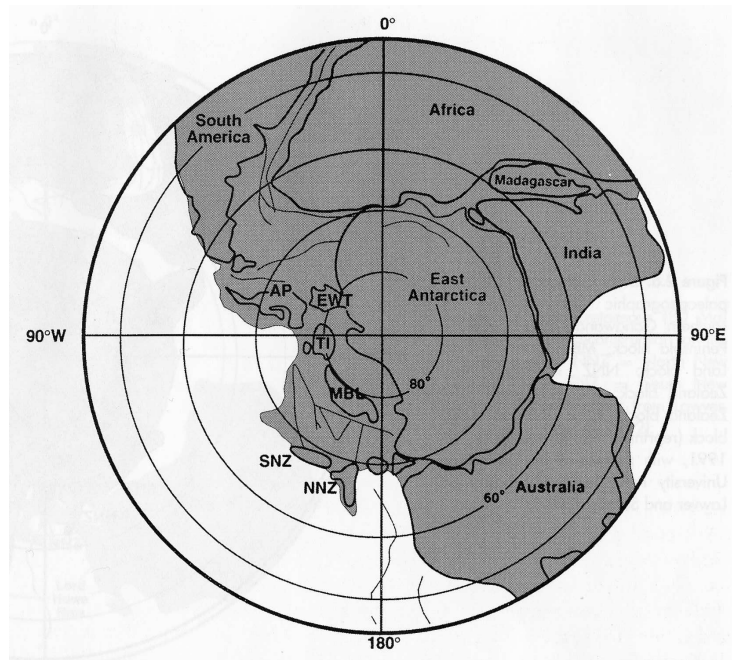 0°
South
America
Africa
Madagascar
India
AP
EWT
East
Antarctica
90°W
90°E
TI
MBL
80°
SNZ
NNZ
Australia
60°
180°